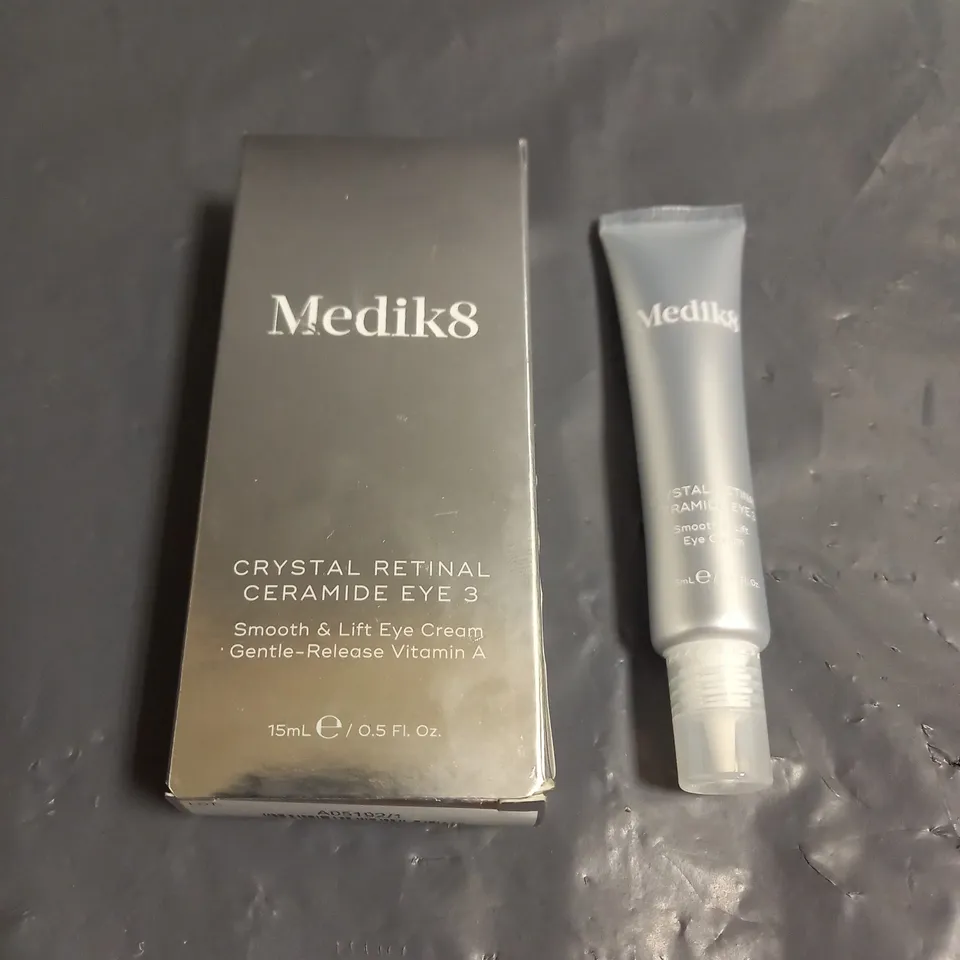 Medik8
CRYSTAL RETINAL
CERAMIDE EYE 3
Smooth & Lift Eye Cream
Gentle-Release Vitamin A
15mL ℮ / 0.5 Fl. Oz.
Medik8
Smooth
Eye